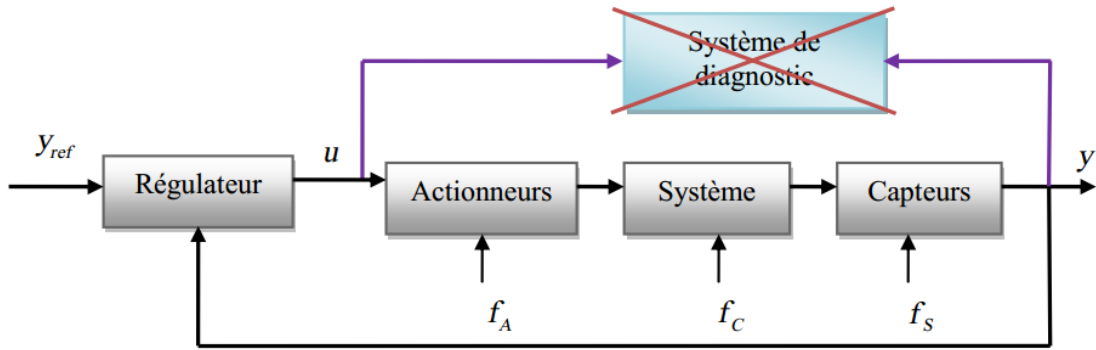 Système de
diagnostic
y_ref
u
y
Régulateur
Actionneurs
Système
Capteurs
f_A
f_C
f_S